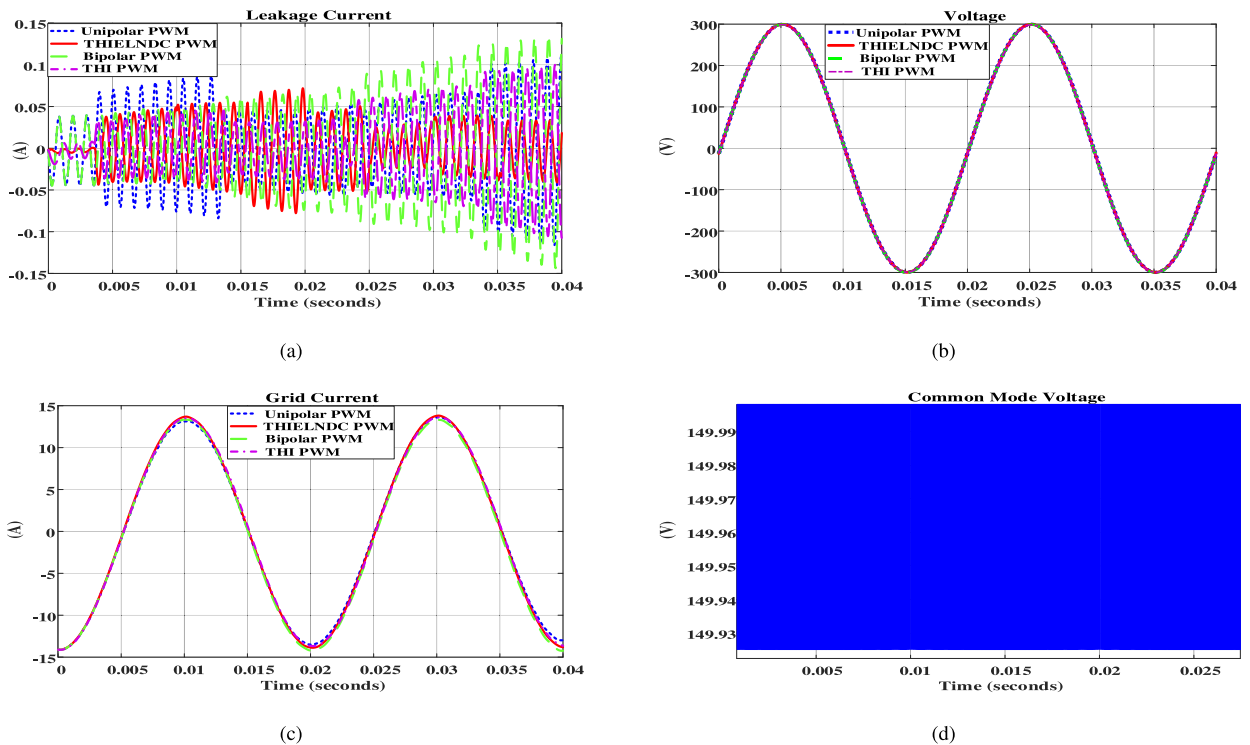 Leakage Current
0.15
0.1
0.05
0
-0.05
-0.1
-0.15
(A)
Unipolar PWM
THIELNDC PWM
Bipolar PWM
THI PWM
0 0.005 0.01 0.015 0.02 0.025 0.03 0.035 0.04
Time (seconds)
(a)
Voltage
300
200
100
0
-100
-200
-300
(V)
Unipolar PWM
THIELNDC PWM
Bipolar PWM
THI PWM
0 0.005 0.01 0.015 0.02 0.025 0.03 0.035 0.04
Time (seconds)
(b)
Grid Current
15
10
5
0
-5
-10
-15
(A)
Unipolar PWM
THIELNDC PWM
Bipolar PWM
THI PWM
0 0.005 0.01 0.015 0.02 0.025 0.03 0.035 0.04
Time (seconds)
(c)
Common Mode Voltage
149.99
149.98
149.97
149.96
149.95
149.94
149.93
(V)
0.005 0.01 0.015 0.02 0.025
Time (seconds)
(d)